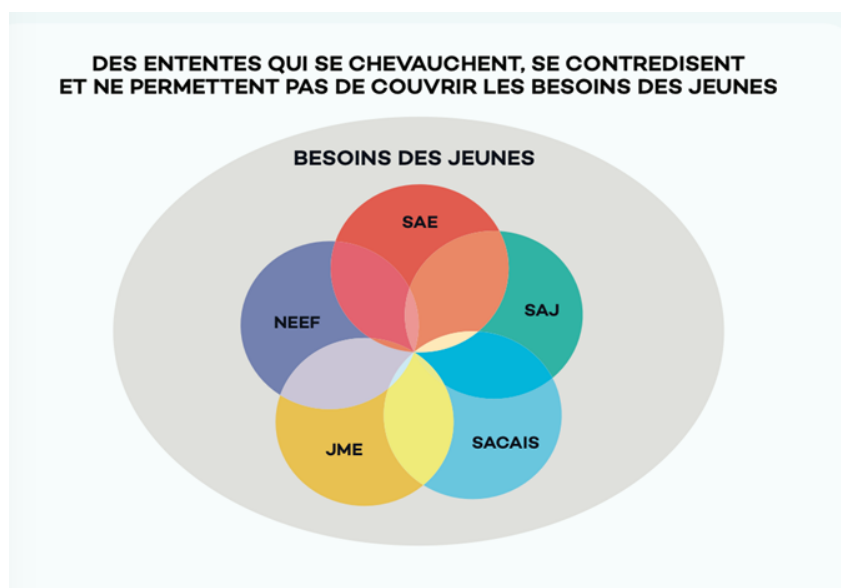 DES ENTENTES QUI SE CHEVAUCHENT, SE CONTREDISENT
ET NE PERMETTENT PAS DE COUVRIR LES BESOINS DES JEUNES
BESOINS DES JEUNES
SAE
SAJ
NEEF
JME
SACAIS